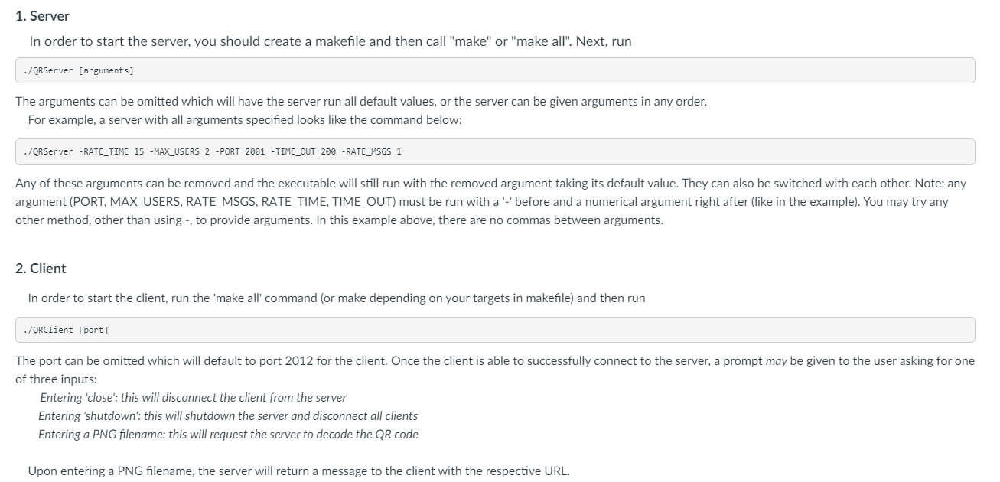 1. Server
In order to start the server, you should create a makefile and then call "make" or "make all". Next, run
./QRServer [arguments]
The arguments can be omitted which will have the server run all default values, or the server can be given arguments in any order.
For example, a server with all arguments specified looks like the command below:
./QRServer -RATE_TIME 15 -MAX_USERS 2 -PORT 2001 -TIME_OUT 200 -RATE_MSGS 1
Any of these arguments can be removed and the executable will still run with the removed argument taking its default value. They can also be switched with each other. Note: any
argument (PORT, MAX_USERS, RATE_MSGS, RATE_TIME, TIME_OUT) must be run with a '-' before and a numerical argument right after (like in the example). You may try any
other method, other than using -, to provide arguments. In this example above, there are no commas between arguments.
2. Client
In order to start the client, run the 'make all' command (or make depending on your targets in makefile) and then run
./QRClient [port]
The port can be omitted which will default to port 2012 for the client. Once the client is able to successfully connect to the server, a prompt may be given to the user asking for one
of three inputs:
Entering 'close': this will disconnect the client from the server
Entering 'shutdown': this will shutdown the server and disconnect all clients
Entering a PNG filename: this will request the server to decode the QR code
Upon entering a PNG filename, the server will return a message to the client with the respective URL.